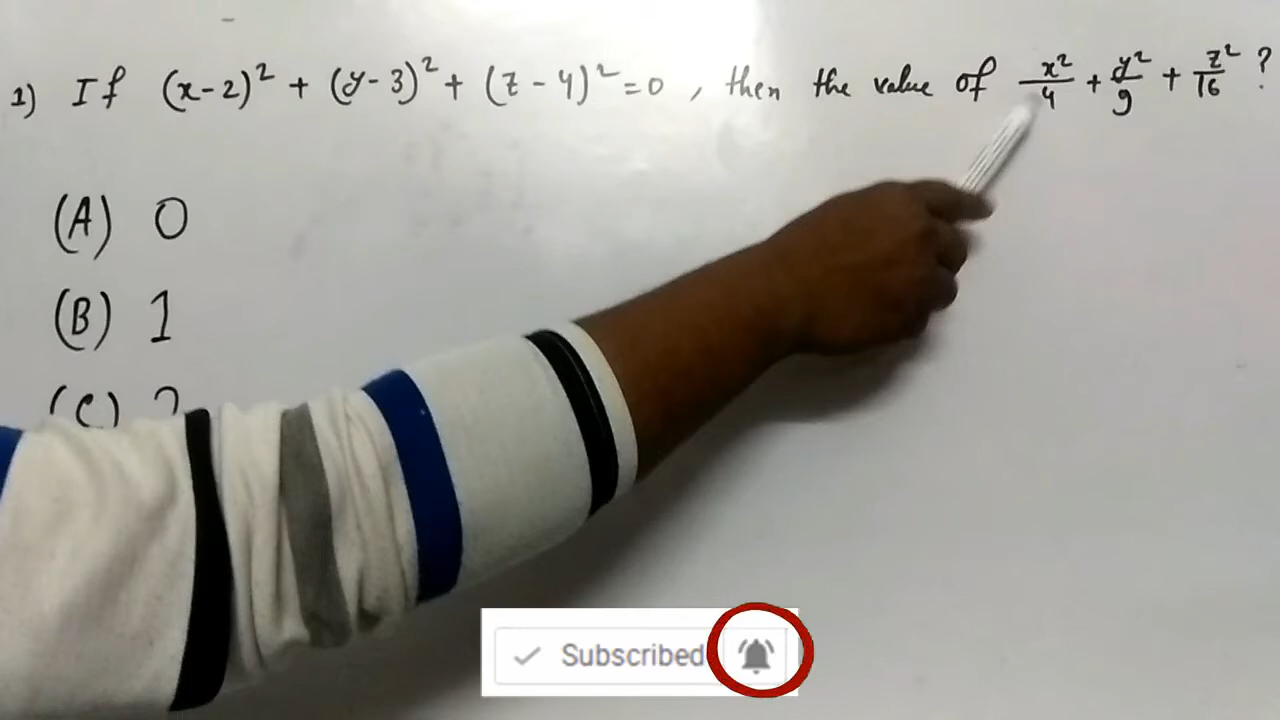 1) If (x-2)² + (y-3)² + (z-4)² = 0, then the value of x²/4 + y²/9 + z²/16 ?
(A) 0
(B) 1
(C)
Subscribed